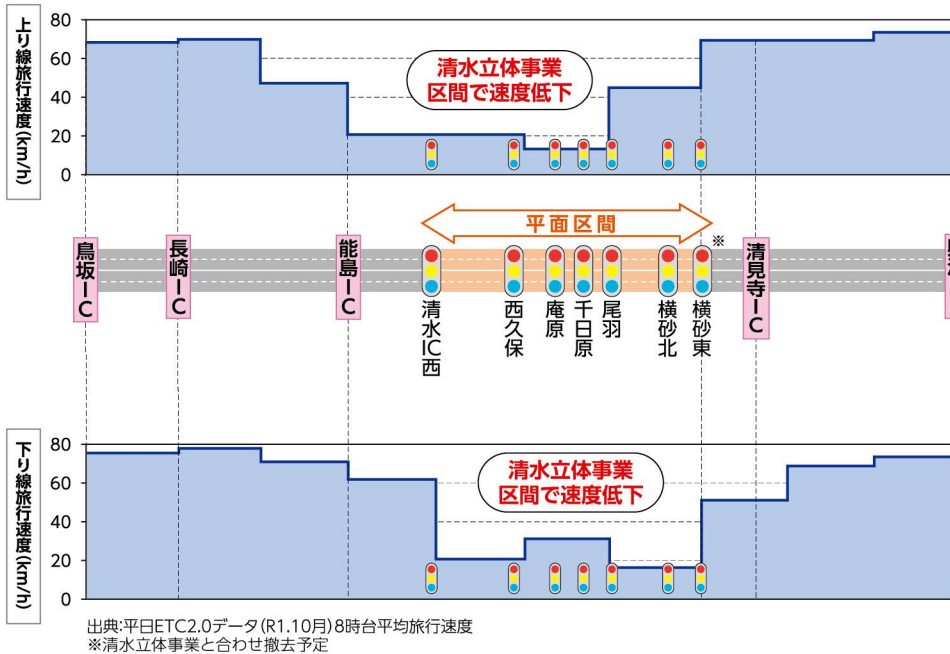 上り線旅行速度(km/h)
80
60
40
20
0
清水立体事業
区間で速度低下
平面区間
※
鳥坂IC
長崎IC
能島IC
清見寺IC
清水IC西
西久保
庵原
千日原
尾羽
横砂北
横砂東
下り線旅行速度(km/h)
80
60
40
20
0
清水立体事業
区間で速度低下
出典:平日ETC2.0データ(R1.10月)8時台平均旅行速度
※清水立体事業と合わせ撤去予定